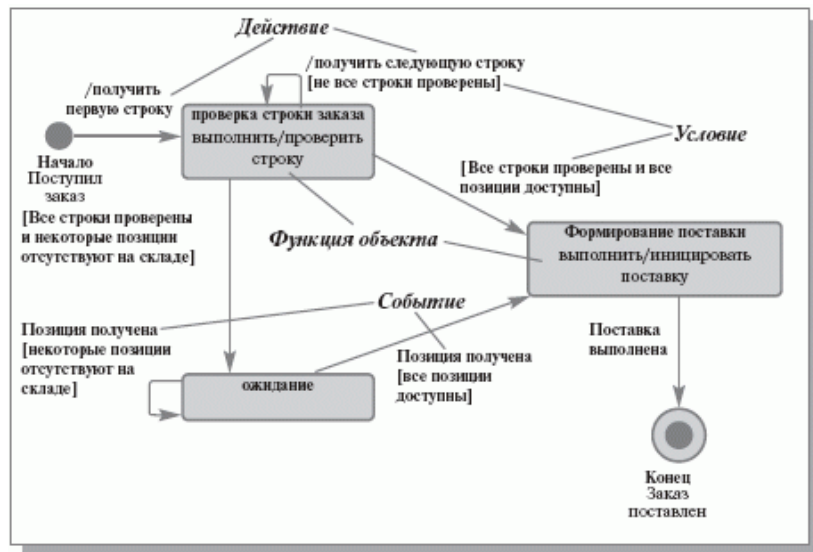 Действие
/получить следующую строку
[не все строки проверены]
/получить
первую строку
проверка строки заказа
выполнить/проверить
строку
Условие
Начало
Поступил
заказ
[Все строки проверены и все
позиции доступны]
[Все строки проверены
и некоторые позиции
отсутствуют на складе]
Функция объекта
Формирование поставки
выполнить/инициировать
поставку
Событие
Позиция получена
[некоторые позиции
отсутствуют на
складе]
Поставка
выполнена
Позиция получена
[все позиции
доступны]
ожидание
Конец
Заказ
поставлен